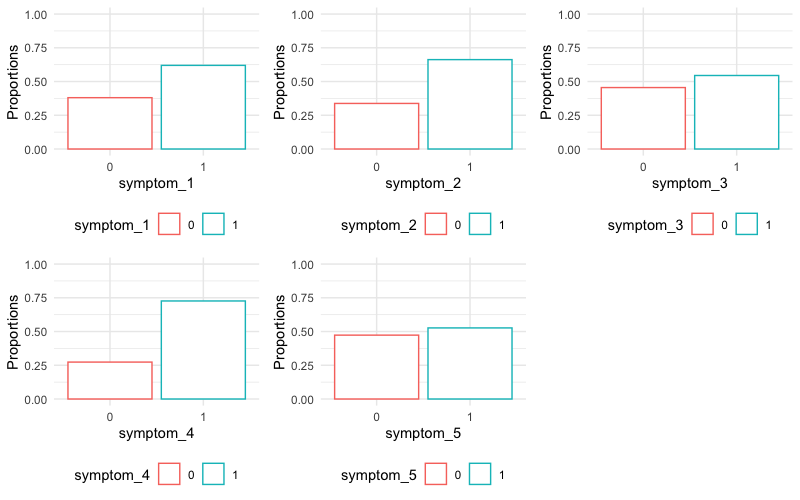 1.00
0.75
0.50
0.25
0.00
Proportions
0 1
symptom_1
symptom_1 0 1
1.00
0.75
0.50
0.25
0.00
Proportions
0 1
symptom_2
symptom_2 0 1
1.00
0.75
0.50
0.25
0.00
Proportions
0 1
symptom_3
symptom_3 0 1
1.00
0.75
0.50
0.25
0.00
Proportions
0 1
symptom_4
symptom_4 0 1
1.00
0.75
0.50
0.25
0.00
Proportions
0 1
symptom_5
symptom_5 0 1